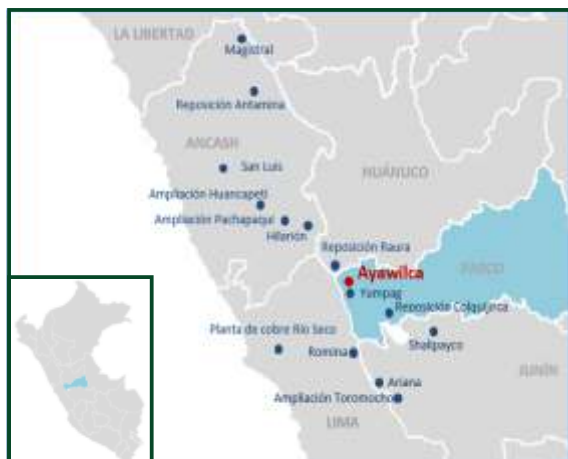 LA LIBERTAD
Magistral
Reposición Antamina
ANCASH
San Luis
HUÁNUCO
Ampliación Huancapeti
Ampliación Pachapaqui
Hilarión
Reposición Raura
Ayawilca
PASCO
Yumpag
Reposición Colquijirca
Planta de cobre Río Seco
Shalipayco
Romina
JUNÍN
Ariana
Ampliación Toromocho
LIMA